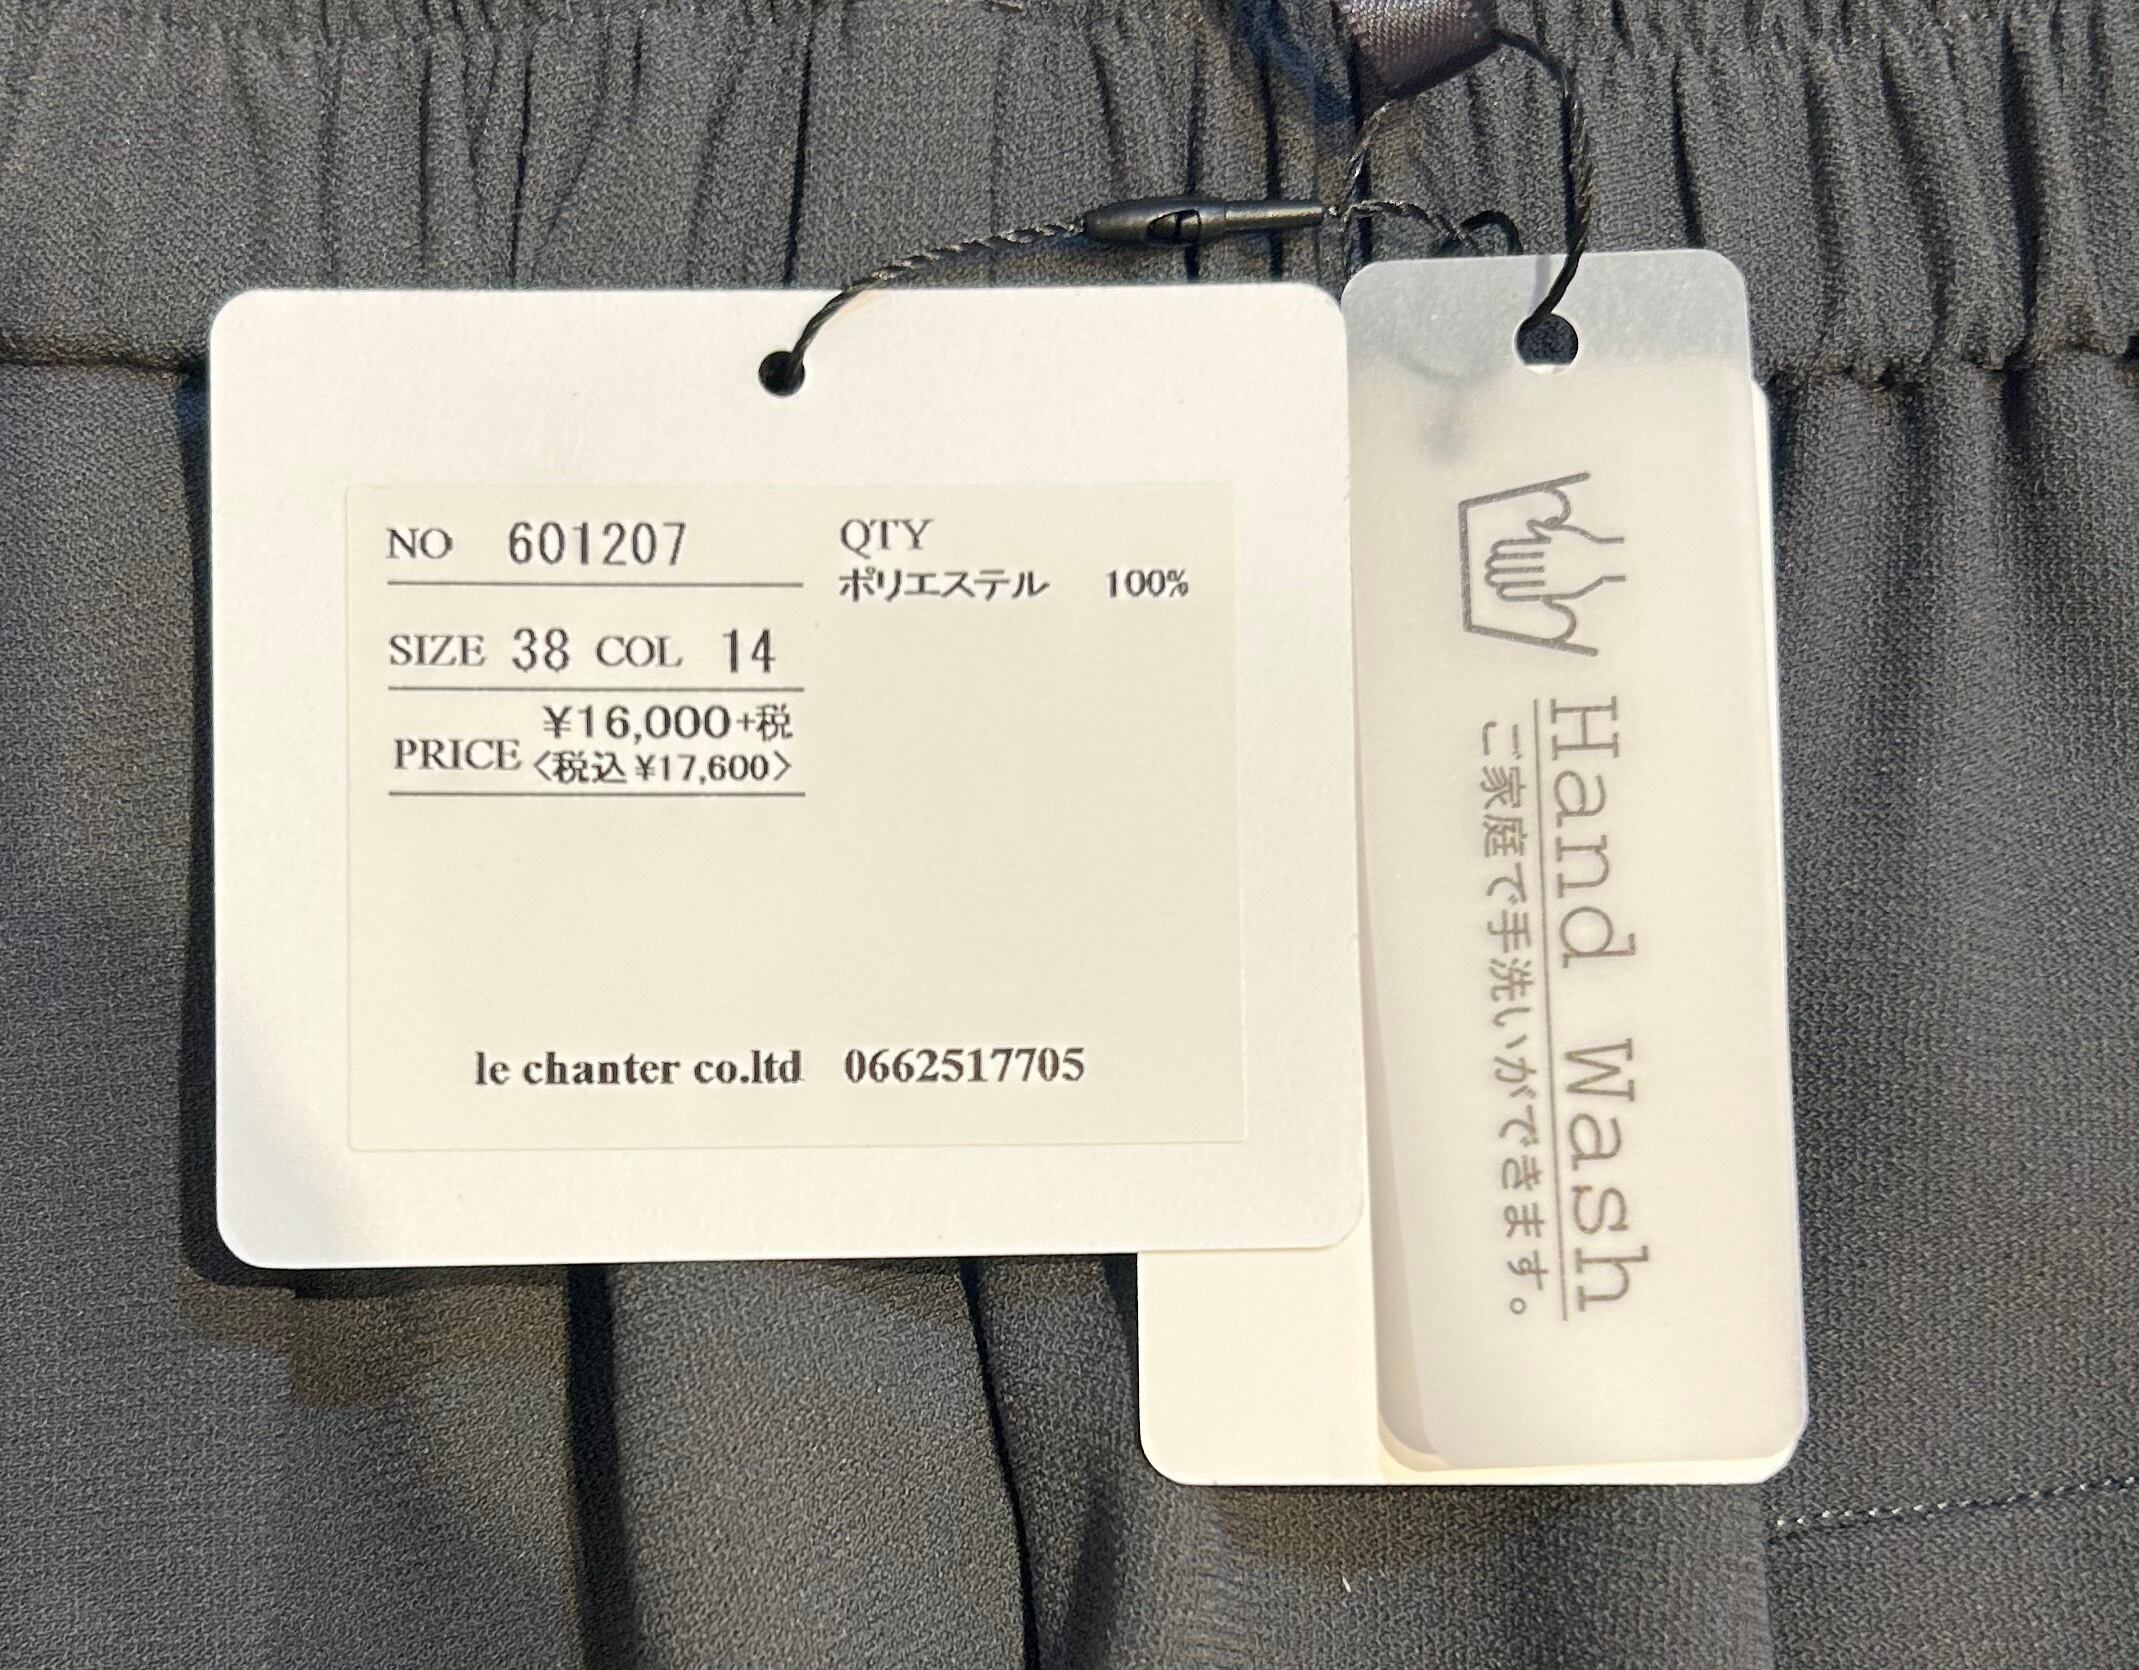 NO 601207
SIZE 38 COL 14
PRICE ¥16,000+税
<税込¥17,600>
QTY
ポリエステル 100%
le chanter co.ltd 0662517705
Hand Wash
ご家庭で手洗いができます。